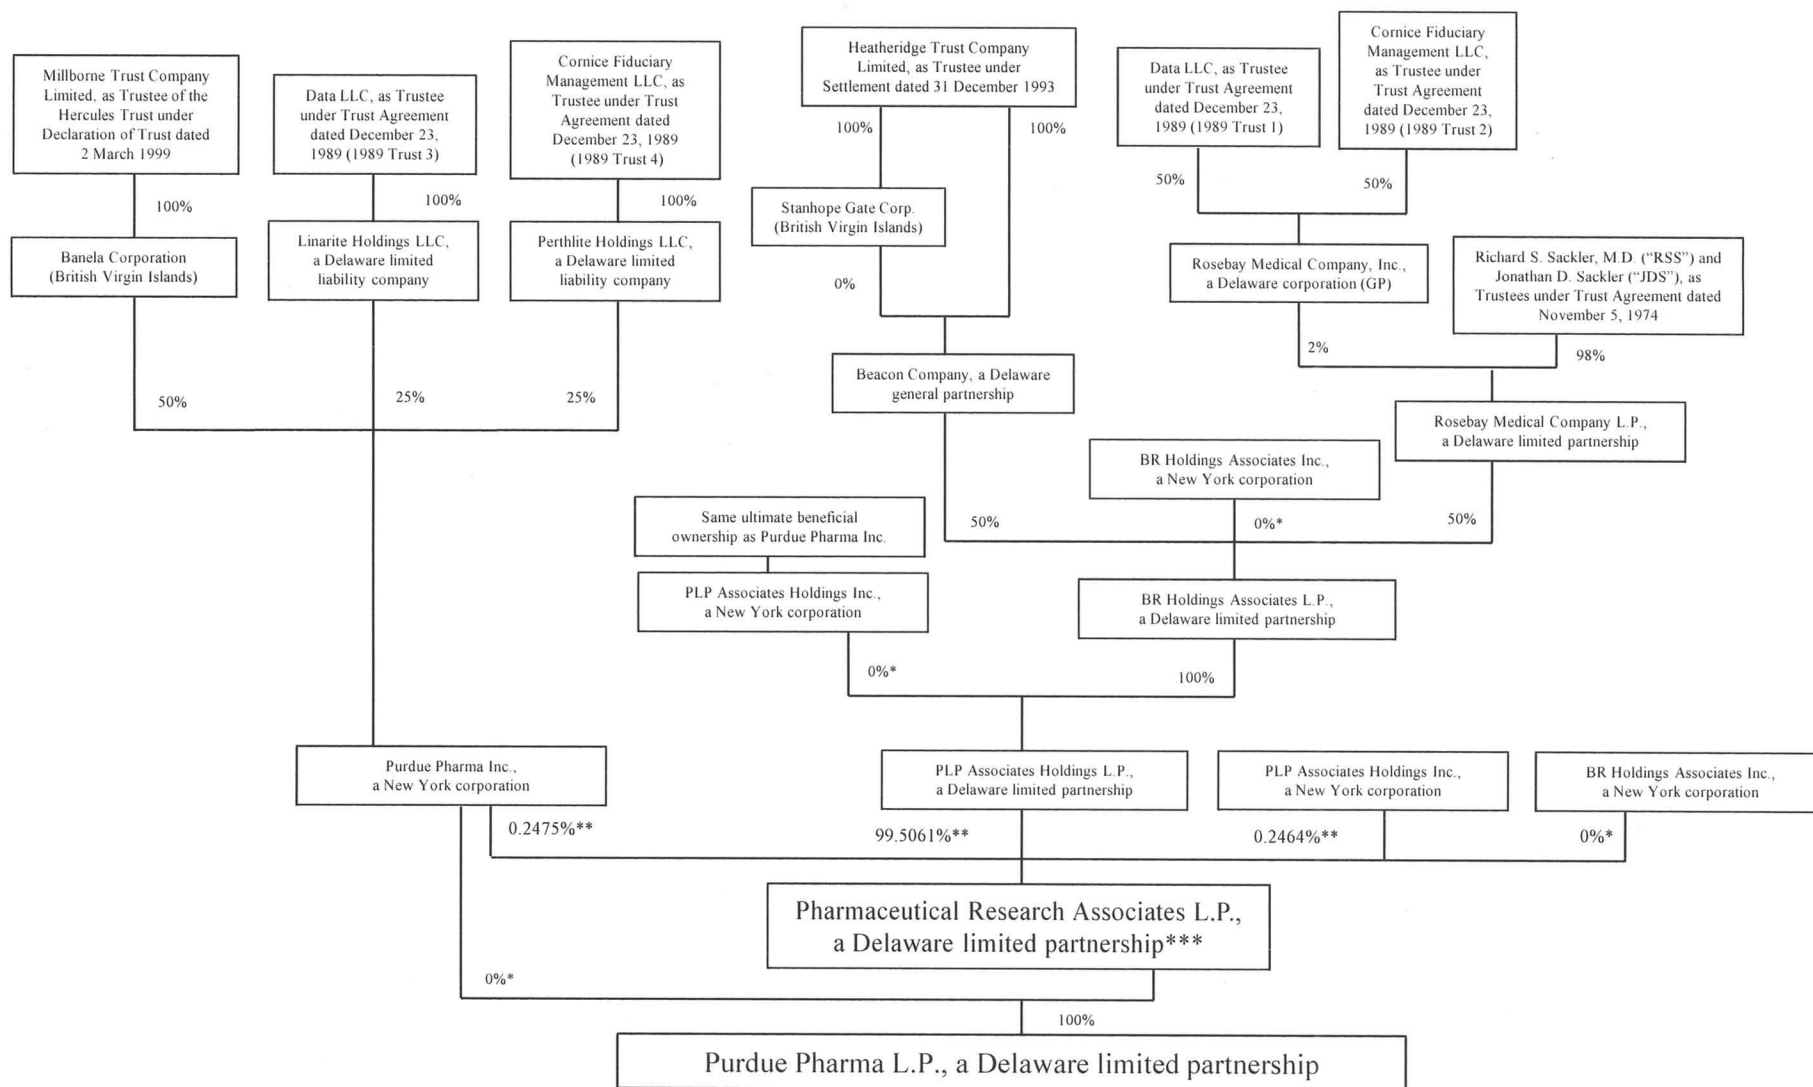 Millborne Trust Company
Limited, as Trustee of the
Hercules Trust under
Declaration of Trust dated
2 March 1999
Data LLC, as Trustee
under Trust Agreement
dated December 23,
1989 (1989 Trust 3)
Cornice Fiduciary
Management LLC, as
Trustee under Trust
Agreement dated
December 23, 1989
(1989 Trust 4)
Heatheridge Trust Company
Limited, as Trustee under
Settlement dated 31 December 1993
Data LLC, as Trustee
under Trust Agreement
dated December 23,
1989 (1989 Trust 1)
Cornice Fiduciary
Management LLC,
as Trustee under
Trust Agreement
dated December 23,
1989 (1989 Trust 2)
100%
100%
100%
100%
100%
50%
50%
Banela Corporation
(British Virgin Islands)
Linarite Holdings LLC,
a Delaware limited
liability company
Perthlite Holdings LLC,
a Delaware limited
liability company
Stanhope Gate Corp.
(British Virgin Islands)
Rosebay Medical Company, Inc.,
a Delaware corporation (GP)
Richard S. Sackler, M.D. (“RSS”) and
Jonathan D. Sackler (“JDS”), as
Trustees under Trust Agreement dated
November 5, 1974
0%
2%
98%
50%
25%
25%
Beacon Company, a Delaware
general partnership
Rosebay Medical Company L.P.,
a Delaware limited partnership
BR Holdings Associates Inc.,
a New York corporation
50%
0%*
50%
Same ultimate beneficial
ownership as Purdue Pharma Inc.
PLP Associates Holdings Inc.,
a New York corporation
BR Holdings Associates L.P.,
a Delaware limited partnership
0%*
100%
Purdue Pharma Inc.,
a New York corporation
PLP Associates Holdings L.P.,
a Delaware limited partnership
PLP Associates Holdings Inc.,
a New York corporation
BR Holdings Associates Inc.,
a New York corporation
0.2475%**
99.5061%**
0.2464%**
0%*
Pharmaceutical Research Associates L.P.,
a Delaware limited partnership***
0%*
100%
Purdue Pharma L.P., a Delaware limited partnership